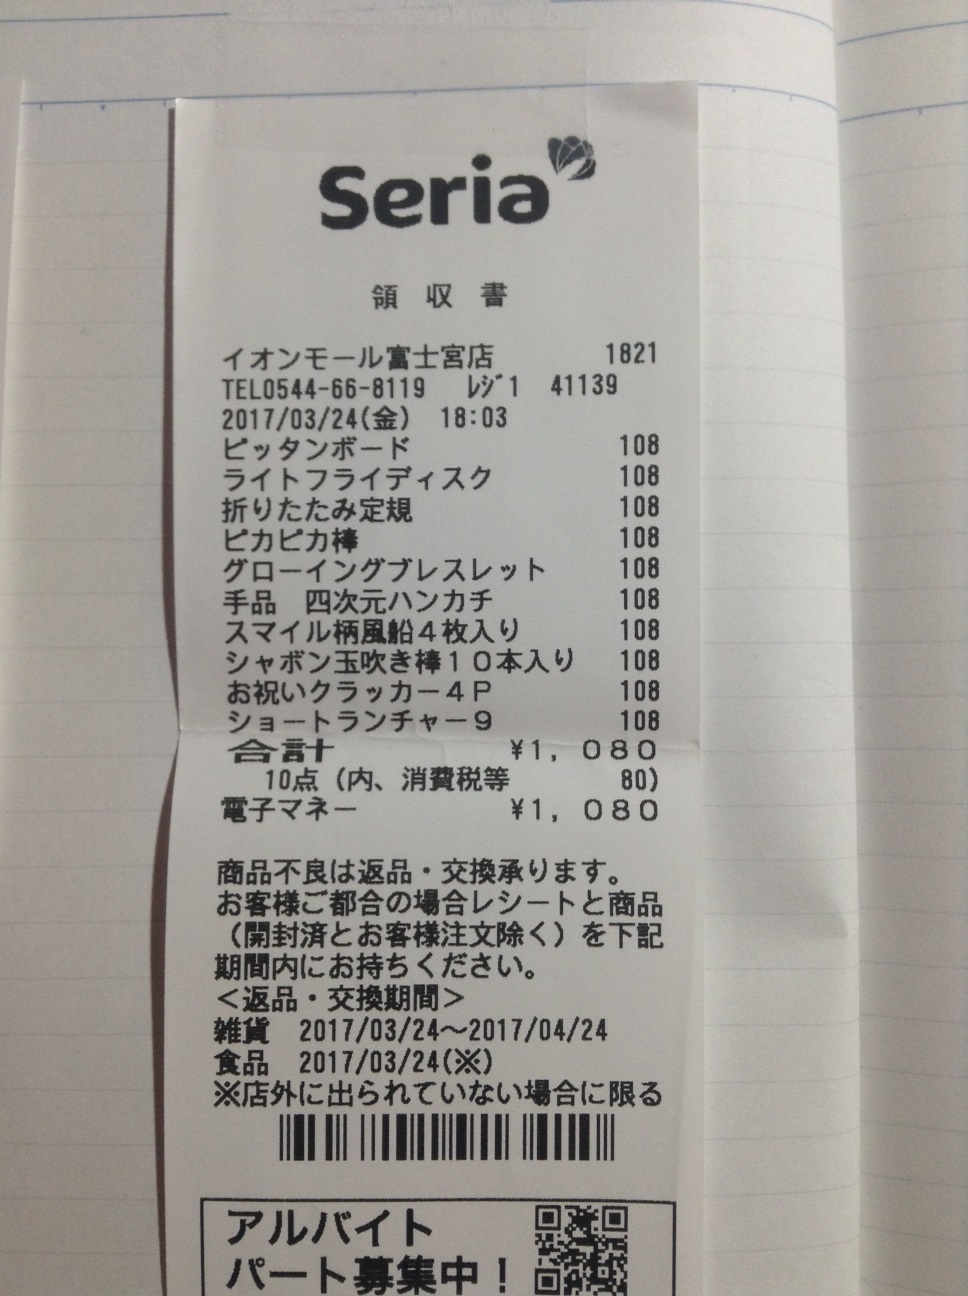 Seria
領収書
イオンモール富士宮店 1821
TEL0544-66-8119 ﾚｼﾞ1 41139
2017/03/24(金) 18:03
ピッタンボード 108
ライトフライディスク 108
折りたたみ定規 108
ピカピカ棒 108
グローイングブレスレット 108
手品 四次元ハンカチ 108
スマイル柄風船4枚入り 108
シャボン玉吹き棒10本入り 108
お祝いクラッカー4P 108
ショートランチャー9 108
合計 ¥1,080
10点(内、消費税等 80)
電子マネー ¥1,080
商品不良は返品・交換承ります。
お客様ご都合の場合レシートと商品
(開封済とお客様注文除く)を下記
期間内にお持ちください。
<返品・交換期間>
雑貨 2017/03/24〜2017/04/24
食品 2017/03/24(※)
※店外に出られていない場合に限る
アルバイト
パート募集中!